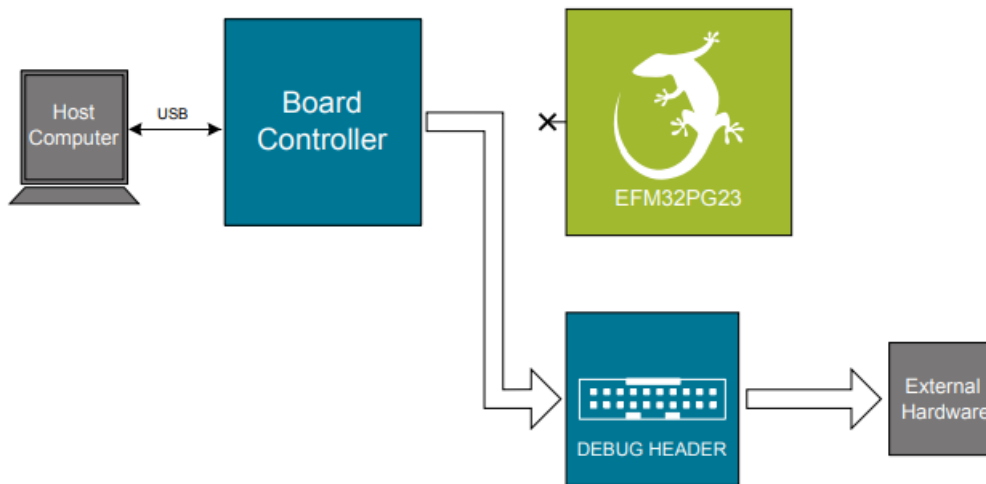 Host
Computer
USB
Board
Controller
EFM32PG23
DEBUG HEADER
External
Hardware